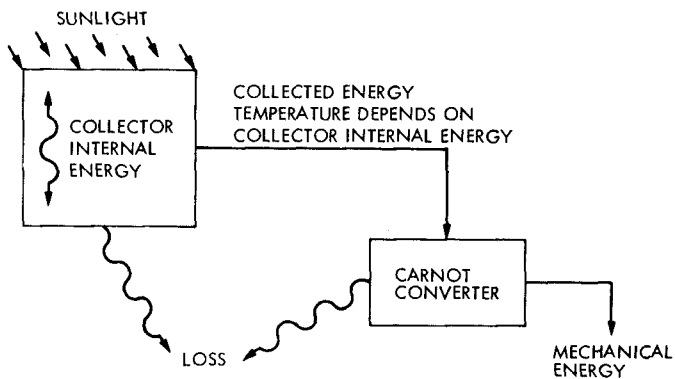 SUNLIGHT
COLLECTED ENERGY
TEMPERATURE DEPENDS ON
COLLECTOR INTERNAL ENERGY
COLLECTOR
INTERNAL
ENERGY
CARNOT
CONVERTER
LOSS
MECHANICAL
ENERGY